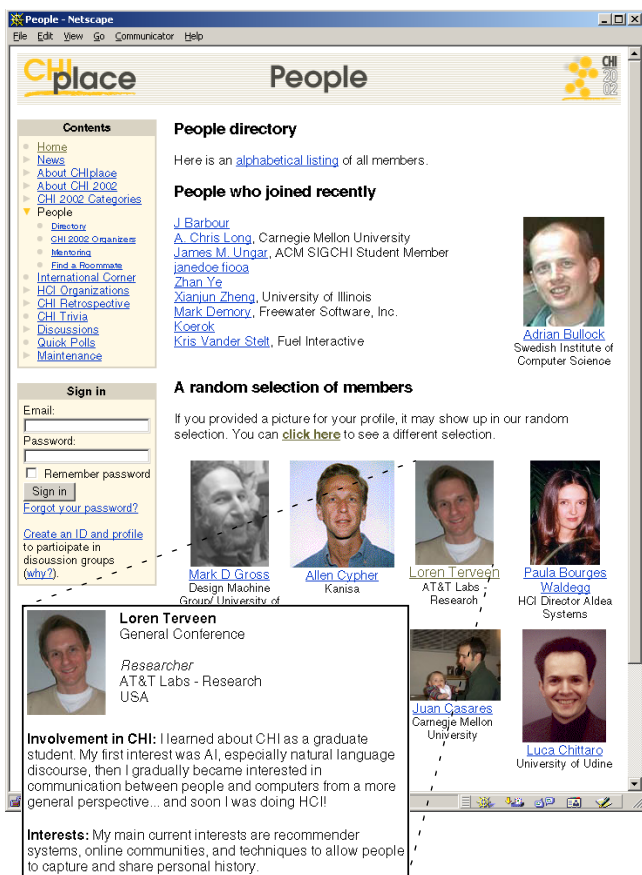 People - Netscape
File Edit View Go Communicator Help
CHIplace
People
CHI
20
02
Contents
Home
News
About CHIplace
About CHI 2002
CHI 2002 Categories
People
Directory
CHI 2002 Organizers
Mentoring
Find a Roommate
International Corner
HCI Organizations
CHI Retrospective
CHI Trivia
Discussions
Quick Polls
Maintenance
Sign in
Email:
Password:
Remember password
Sign in
Forgot your password?
Create an ID and profile
to participate in
discussion groups
(why?).
People directory
Here is an alphabetical listing of all members.
People who joined recently
J Barbour
A. Chris Long, Carnegie Mellon University
James M. Ungar, ACM SIGCHI Student Member
janedoe fiooa
Zhan Ye
Xianjun Zheng, University of Illinois
Mark Demory, Freewater Software, Inc.
Koerok
Kris Vander Stelt, Fuel Interactive
Adrian Bullock
Swedish Institute of
Computer Science
A random selection of members
If you provided a picture for your profile, it may show up in our random
selection. You can click here to see a different selection.
Mark D Gross
Design Machine
Group/ University of
Allen Cypher
Kanisa
Loren Terveen
AT&T Labs -
Research
Paula Bourges
Waldegg
HCI Director Aldea
Systems
Juan Casares
Carnegie Mellon
University
Luca Chittaro
University of Udine
Loren Terveen
General Conference
Researcher
AT&T Labs - Research
USA
Involvement in CHI: I learned about CHI as a graduate
student. My first interest was AI, especially natural language
discourse, then I gradually became interested in
communication between people and computers from a more
general perspective... and soon I was doing HCI!
Interests: My main current interests are recommender
systems, online communities, and techniques to allow people
to capture and share personal history.